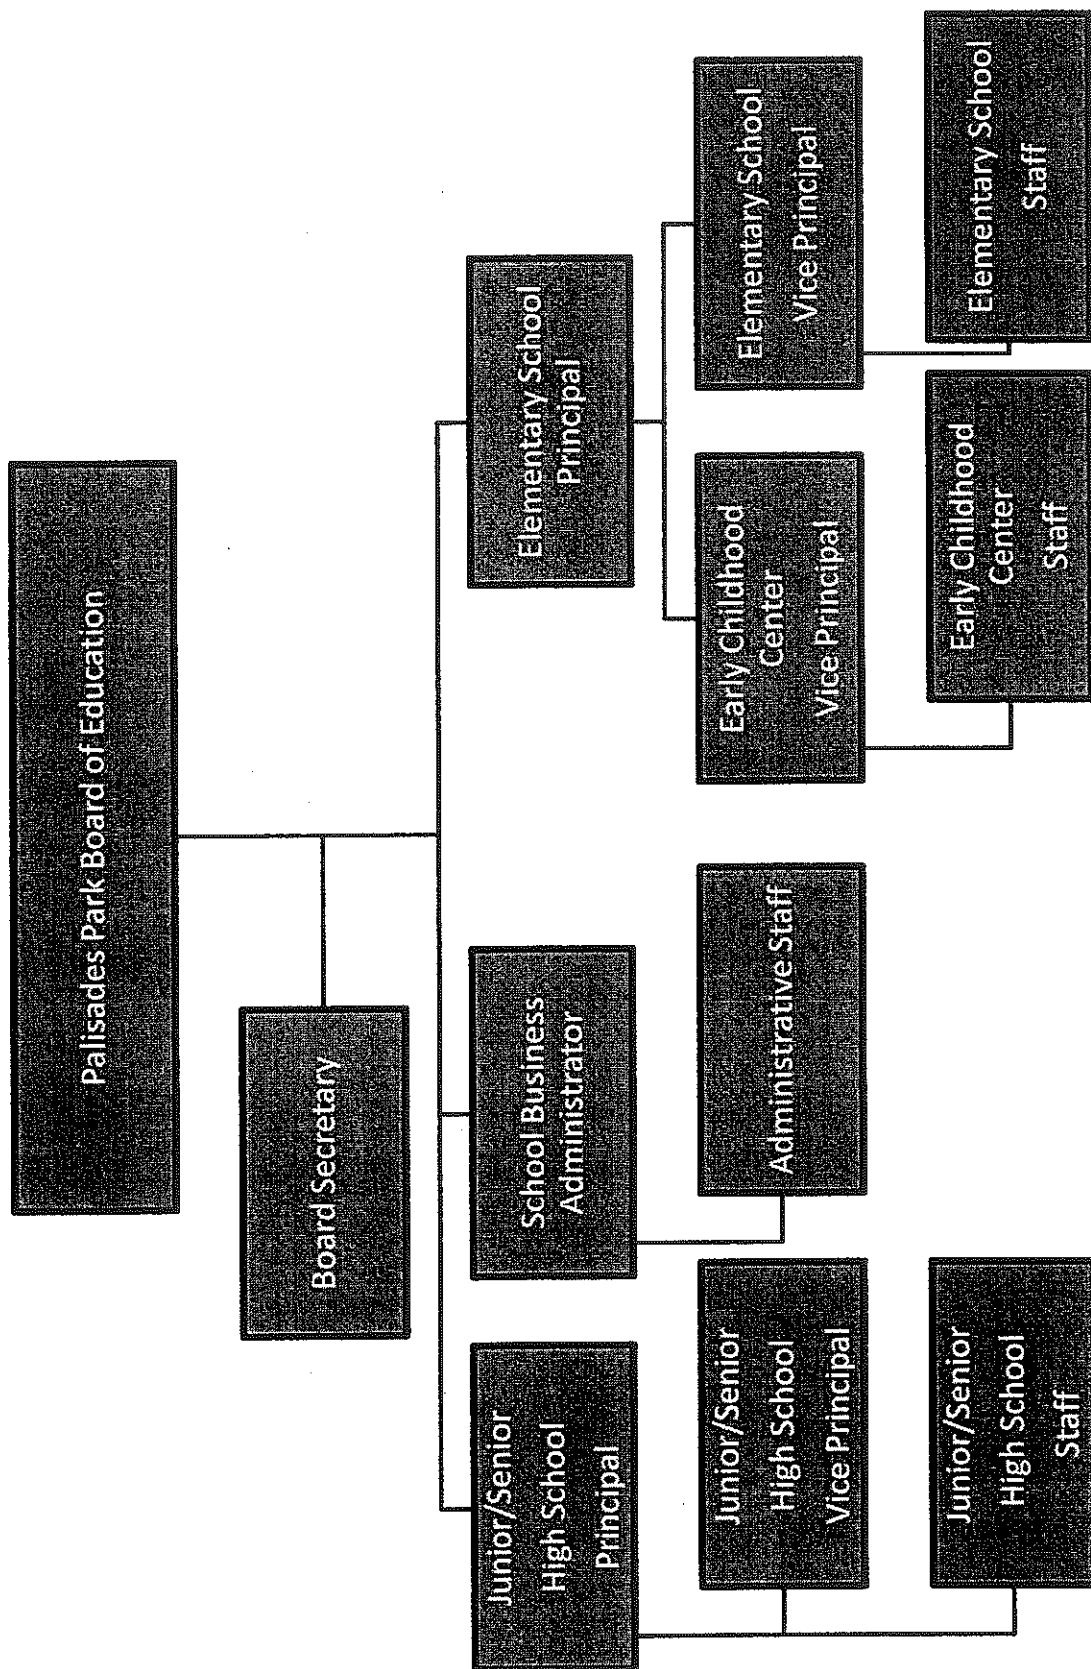 Palisades Park Board of Education
Board Secretary
Junior/Senior
High School
Principal
School Business
Administrator
Elementary School
Principal
Junior/Senior
High School
Vice Principal
Administrative Staff
Early Childhood
Center
Vice Principal
Elementary School
Vice Principal
Junior/Senior
High School
Staff
Early Childhood
Center
Staff
Elementary School
Staff